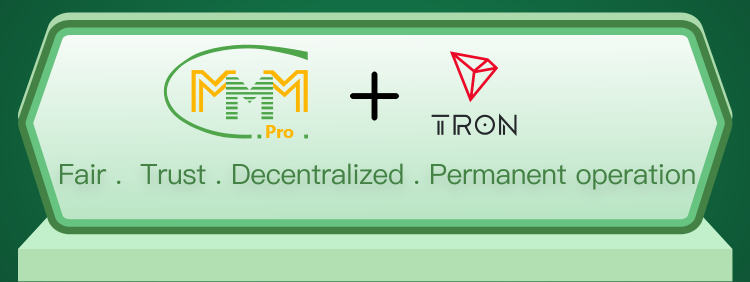 MMM
Pro
TRON
Fair . Trust . Decentralized . Permanent operation